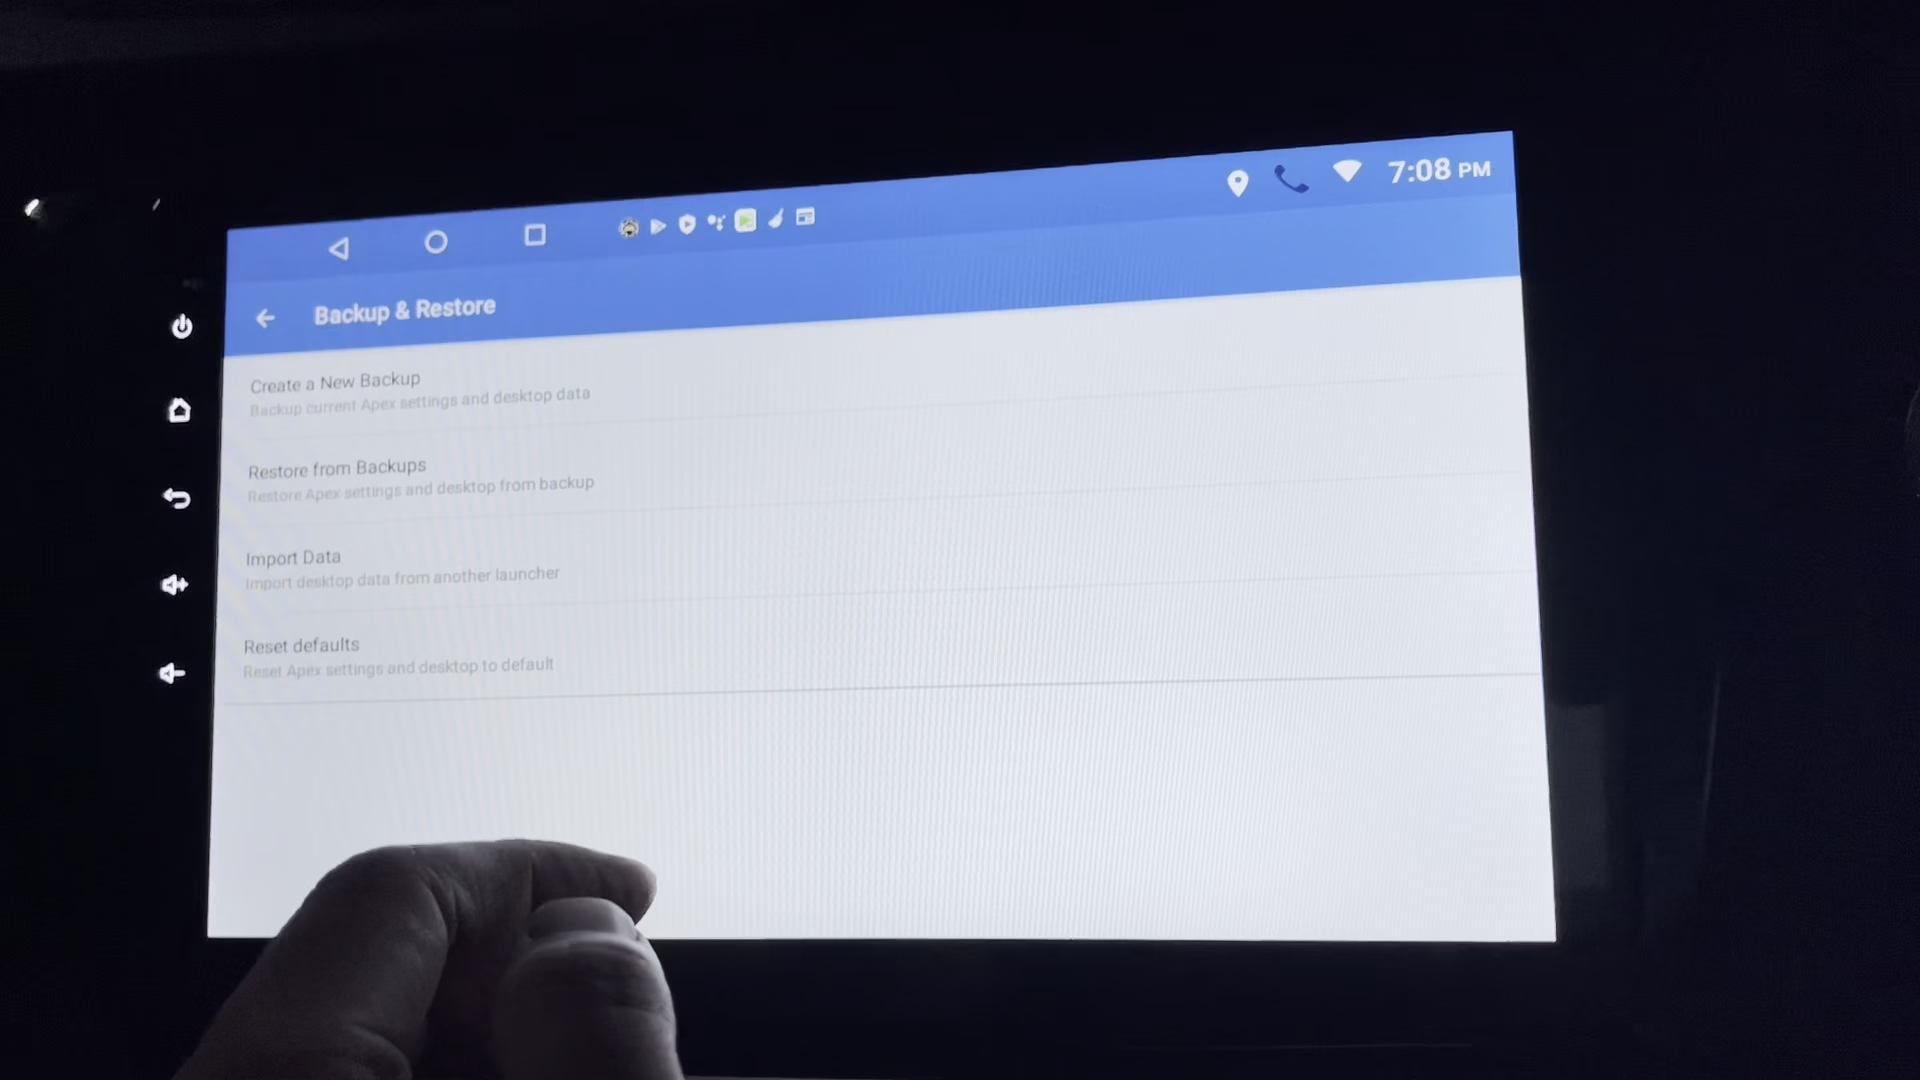 7:08 PM
Backup & Restore
Create a New Backup
Backup current Apex settings and desktop data
Restore from Backups
Restore Apex settings and desktop from backup
Import Data
Import desktop data from another launcher
Reset defaults
Reset Apex settings and desktop to default